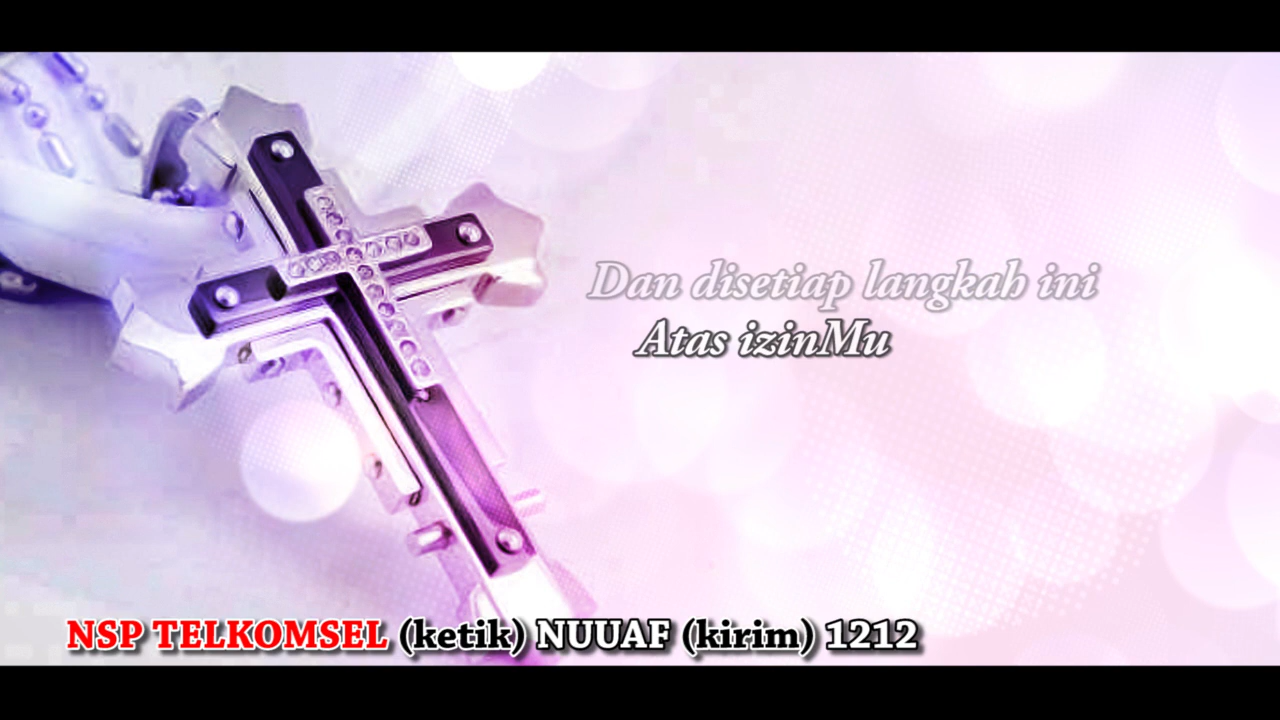 Dan disetiap langkah ini
Atas izinMu
NSP TELKOMSEL (ketik) NUUAF (kirim) 1212